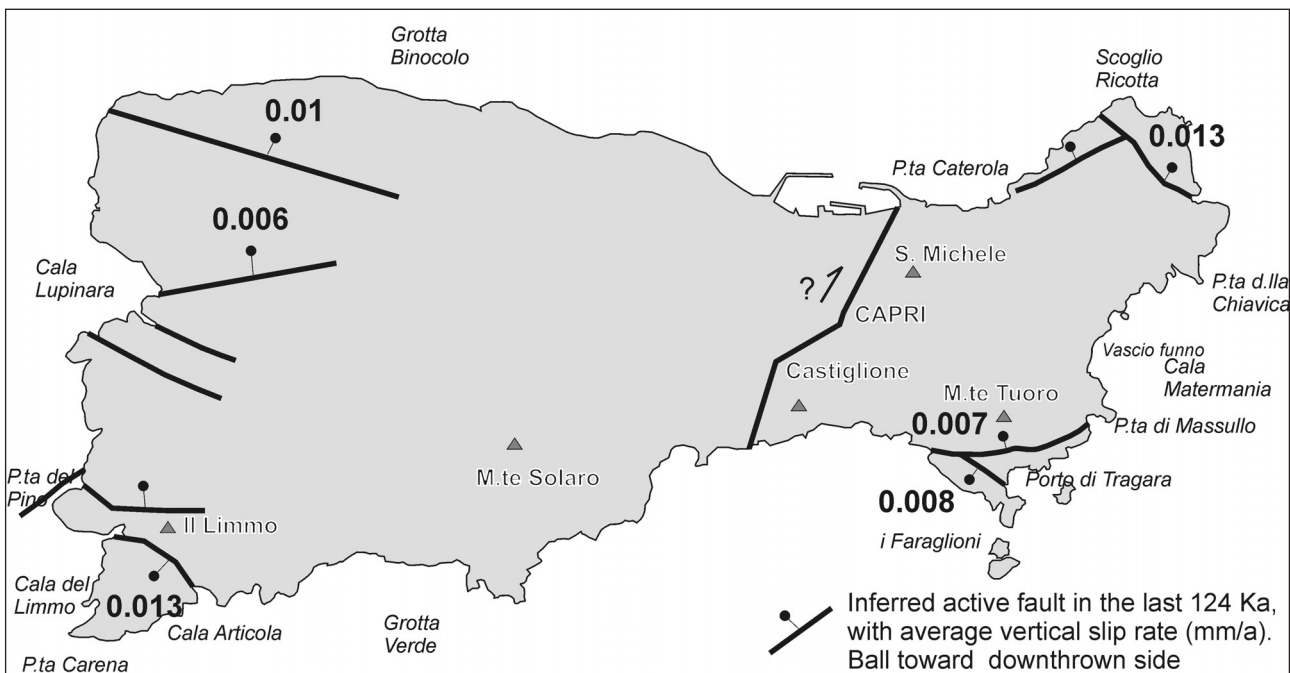 Grotta
Binocolo
Scoglio
Ricotta
0.01
0.013
P.ta Caterola
0.006
S. Michele
Cala
Lupinara
?
P.ta d.lla
Chiavica
CAPRI
Vascio funno
Cala
Matermania
Castiglione
M.te Tuoro
0.007
P.ta di Massullo
M.te Solaro
P.ta del
Pino
Porto di Tragara
0.008
Il Limmo
i Faraglioni
Cala del
Limmo
0.013
Cala Articola
Grotta
Verde
P.ta Carena
Inferred active fault in the last 124 Ka,
with average vertical slip rate (mm/a).
Ball toward downthrown side